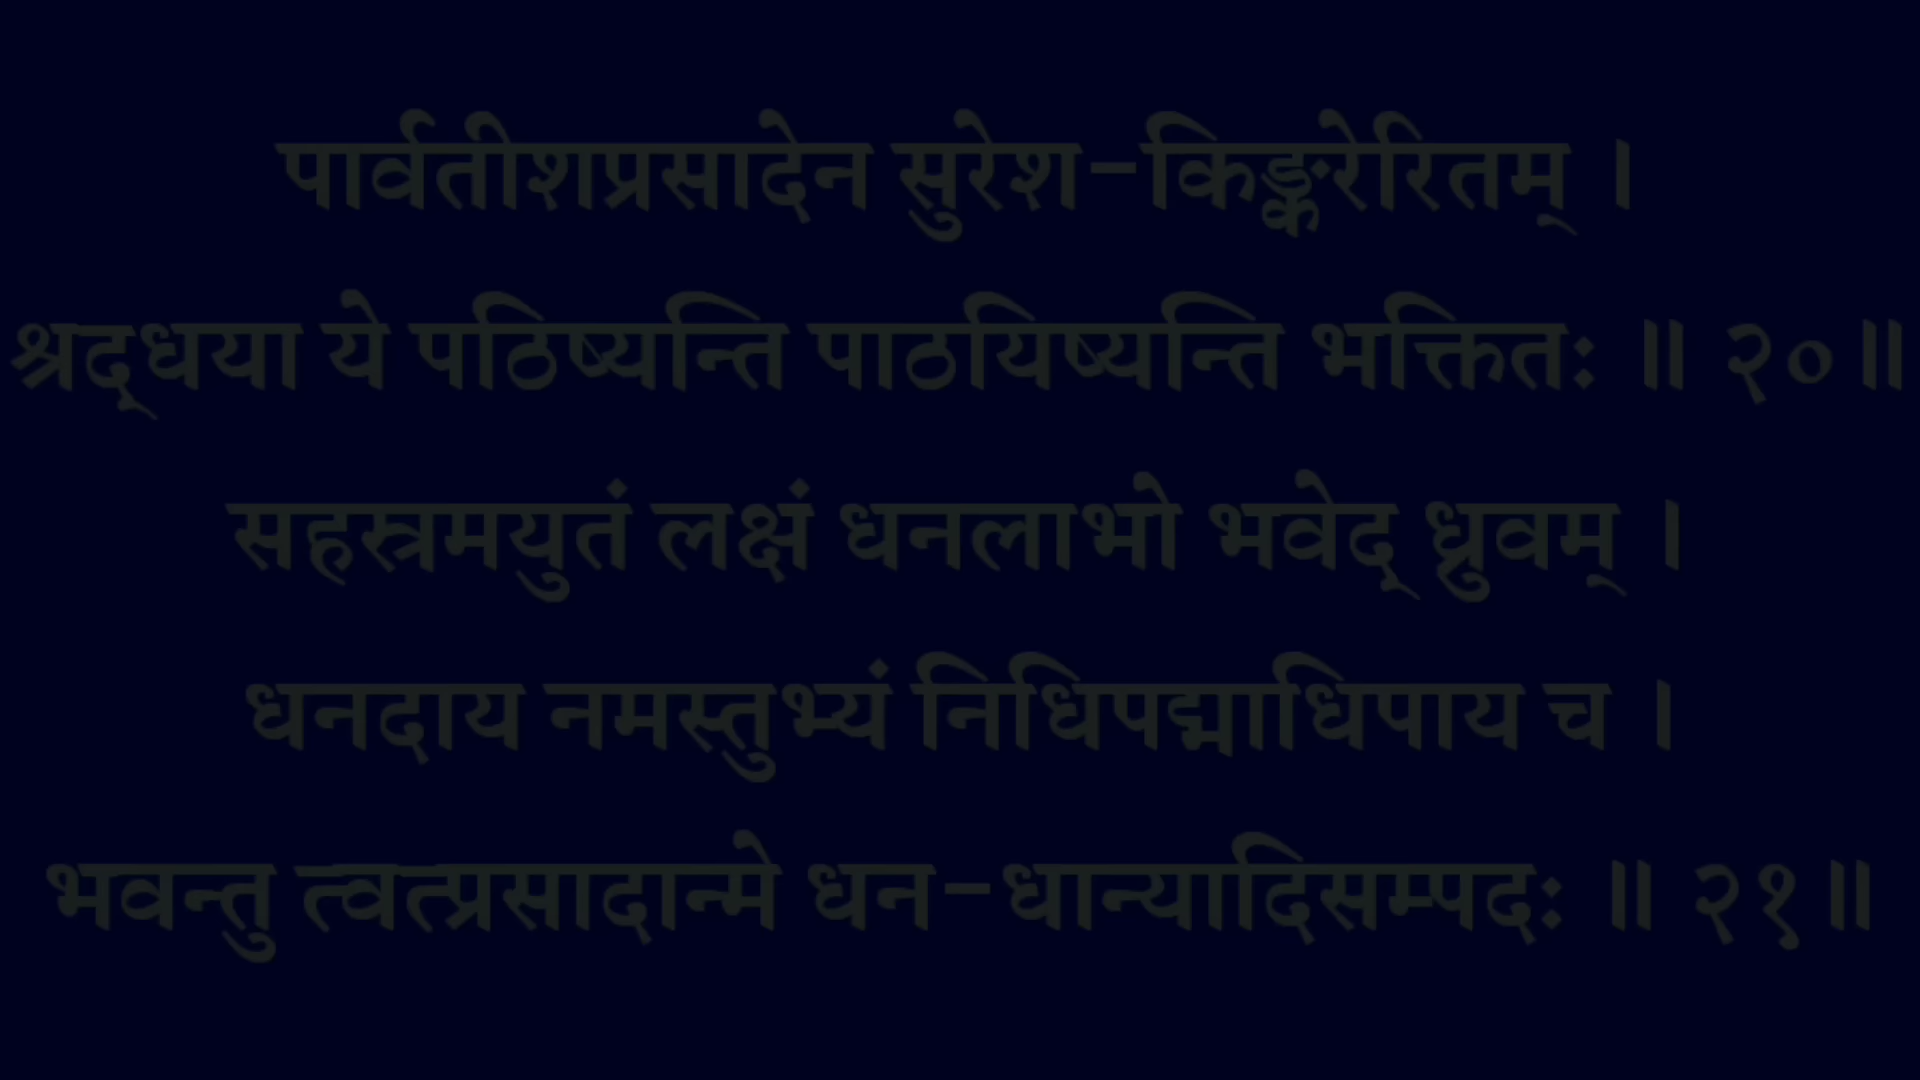 पार्वतीशप्रसादेन सुरेश-किङ्करेरितम् ।
श्रद्‌धया ये पठिष्यन्ति पाठयिष्यन्ति भक्तितः ॥ २०॥
सहस्रमयुतं लक्षं धनलाभो भवेद् ध्रुवम् ।
धनदाय नमस्तुभ्यं निधिपद्माधिपाय च ।
भवन्तु त्वत्प्रसादान्मे धन-धान्यादिसम्पदः ॥ २१॥